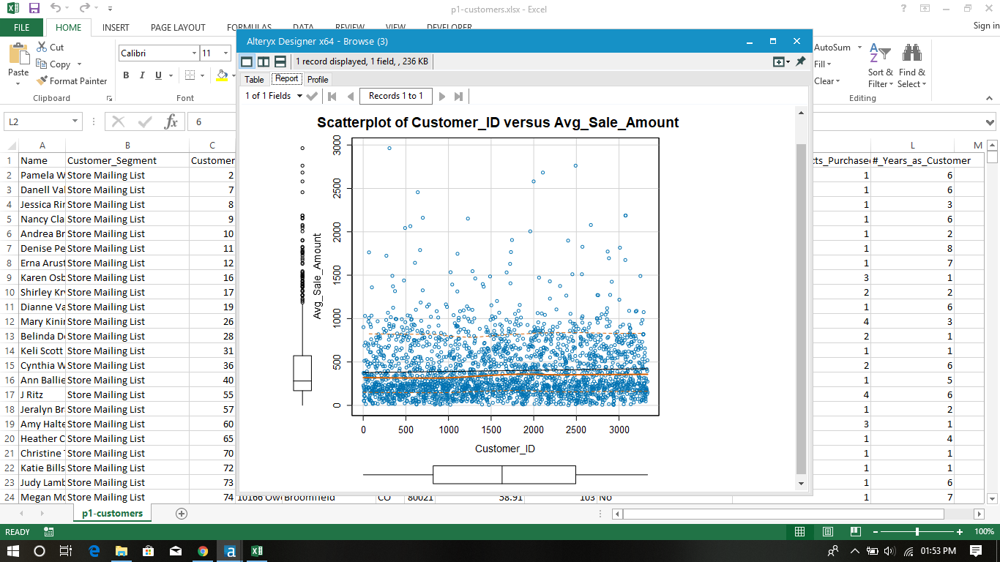 p1-customers.xlsx - Excel
?
FILE HOME INSERT PAGE LAYOUT FORMULAS DATA REVIEW VIEW DEVELOPER Sign in
Paste
Cut
Copy
Format Painter
Clipboard
Calibri 11
B I U
Font
AutoSum
Fill
Clear
Sort & Filter
Find & Select
Editing
L2 fx 6
Alteryx Designer x64 - Browse (3)
1 record displayed, 1 field, , 236 KB
Table Report Profile
1 of 1 Fields Records 1 to 1
Scatterplot of Customer_ID versus Avg_Sale_Amount
Avg_Sale_Amount
3000
2500
2000
1500
1000
500
0
0 500 1000 1500 2000 2500 3000
Customer_ID
A B C L M
1 Name Customer_Segment Customer cts_Purchased #_Years_as_Customer
2 Pamela W Store Mailing List 2 1 6
3 Danell Val Store Mailing List 7 1 6
4 Jessica Rin Store Mailing List 8 1 3
5 Nancy Cla Store Mailing List 9 1 6
6 Andrea Br Store Mailing List 10 1 2
7 Denise Pe Store Mailing List 11 1 8
8 Erna Arust Store Mailing List 12 1 7
9 Karen Osb Store Mailing List 16 3 1
10 Shirley Kry Store Mailing List 17 2 2
11 Dianne Va Store Mailing List 19 1 6
12 Mary Kinin Store Mailing List 26 4 3
13 Belinda D Store Mailing List 28 2 1
14 Keli Scott Store Mailing List 31 1 1
15 Cynthia W Store Mailing List 36 2 6
16 Ann Ballie Store Mailing List 40 1 5
17 J Ritz Store Mailing List 55 4 6
18 Jeralyn Br Store Mailing List 57 1 2
19 Amy Halte Store Mailing List 60 3 1
20 Heather C Store Mailing List 65 1 4
21 Christine Store Mailing List 70 1 1
22 Katie Bills Store Mailing List 72 1 1
23 Judy Lamb Store Mailing List 73 1 6
24 Megan Mc Store Mailing List 74 10166 Ow Broomfield CO 80021 58.91 103 No 1 7
p1-customers
READY 100%
01:53 PM